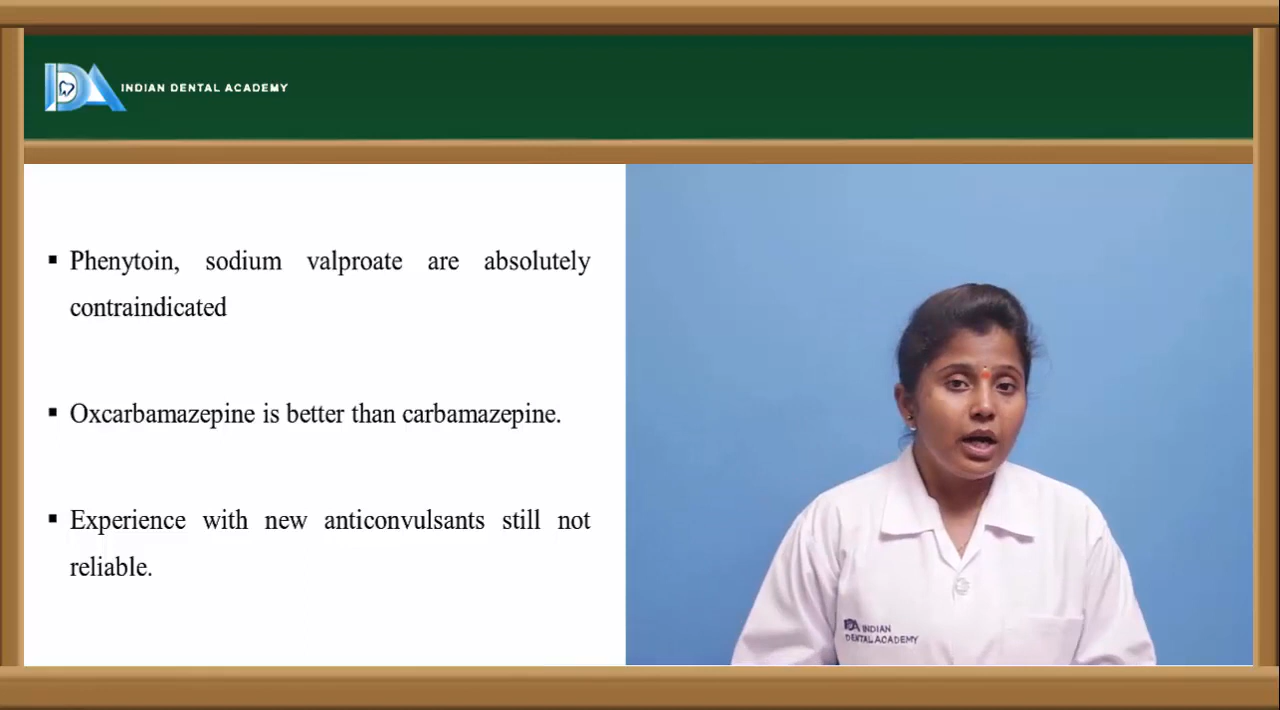 INDIAN DENTAL ACADEMY
▪ Phenytoin, sodium valproate are absolutely
contraindicated
▪ Oxcarbamazepine is better than carbamazepine.
▪ Experience with new anticonvulsants still not
reliable.
IDA INDIAN
DENTAL ACADEMY